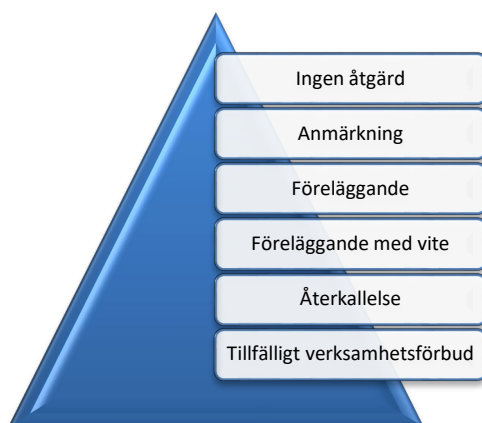 Ingen åtgärd
Anmärkning
Föreläggande
Föreläggande med vite
Återkallelse
Tillfälligt verksamhetsförbud